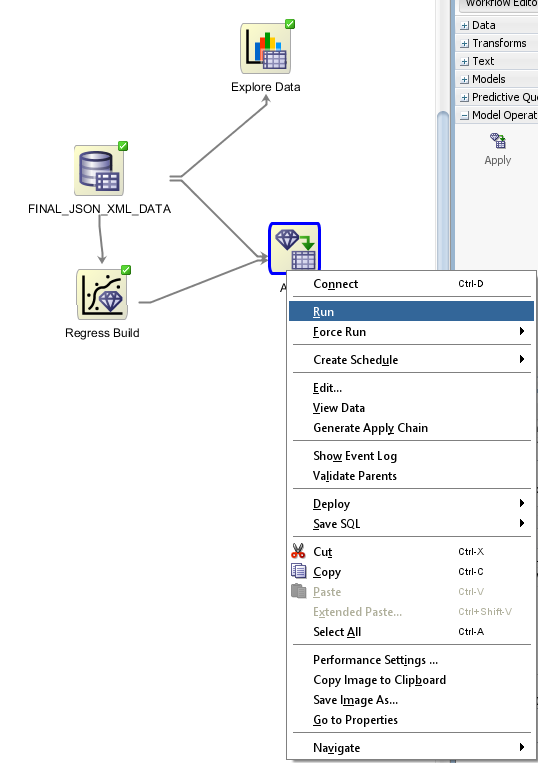 Workflow Edito
Data
Transforms
Text
Models
Predictive Que
Model Operat
Apply
Explore Data
FINAL_JSON_XML_DATA
Regress Build
A
Connect Ctrl-D
Run
Force Run
Create Schedule
Edit...
View Data
Generate Apply Chain
Show Event Log
Validate Parents
Deploy
Save SQL
Cut Ctrl-X
Copy Ctrl-C
Paste Ctrl-V
Extended Paste... Ctrl+Shift-V
Select All Ctrl-A
Performance Settings ...
Copy Image to Clipboard
Save Image As...
Go to Properties
Navigate